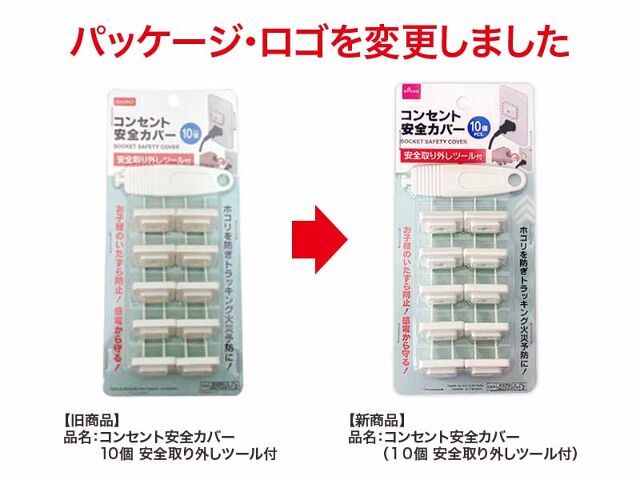 パッケージ・ロゴを変更しました
コンセント
安全カバー
10個
SOCKET SAFETY COVER
安全取り外しツール付
お子様のいたずら防止!感電から守る!
ホコリを防ぎトラッキング火災予防に!
DAISO
コンセント
安全カバー
10個
PCS.
SOCKET SAFETY COVER
安全取り外しツール付
お子様のいたずら防止!感電から守る!
ホコリを防ぎトラッキング火災予防に!
【旧商品】
品名:コンセント安全カバー
10個 安全取り外しツール付
【新商品】
品名:コンセント安全カバー
(10個 安全取り外しツール付)